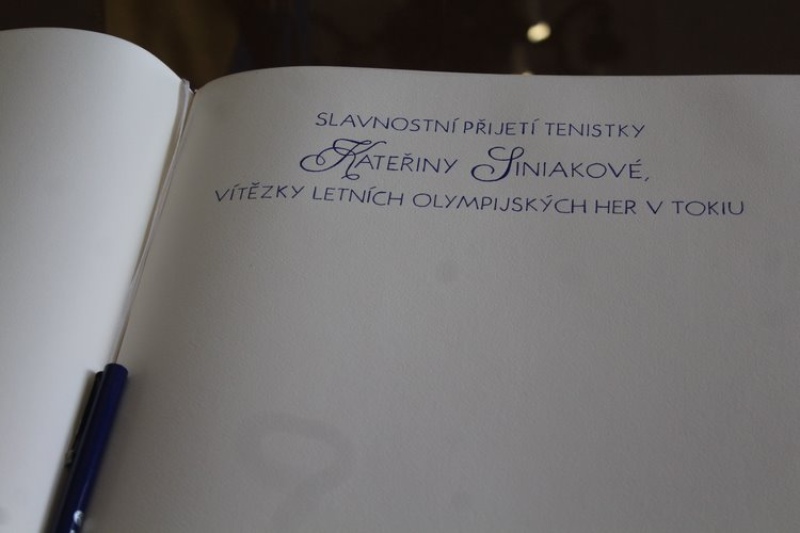 SLAVNOSTNÍ PŘIJETÍ TENISTKY
KATEŘINY SINIAKOVÉ,
VÍTĚZKY LETNÍCH OLYMPIJSKÝCH HER V TOKIU